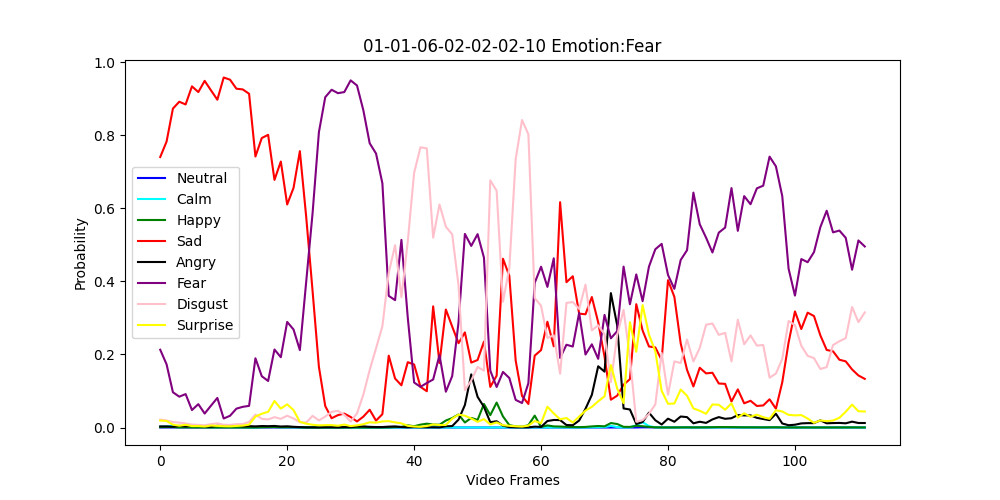 01-01-06-02-02-02-10 Emotion:Fear
1.0
0.8
0.6
0.4
0.2
0.0
Probability
Neutral
Calm
Happy
Sad
Angry
Fear
Disgust
Surprise
0 20 40 60 80 100
Video Frames